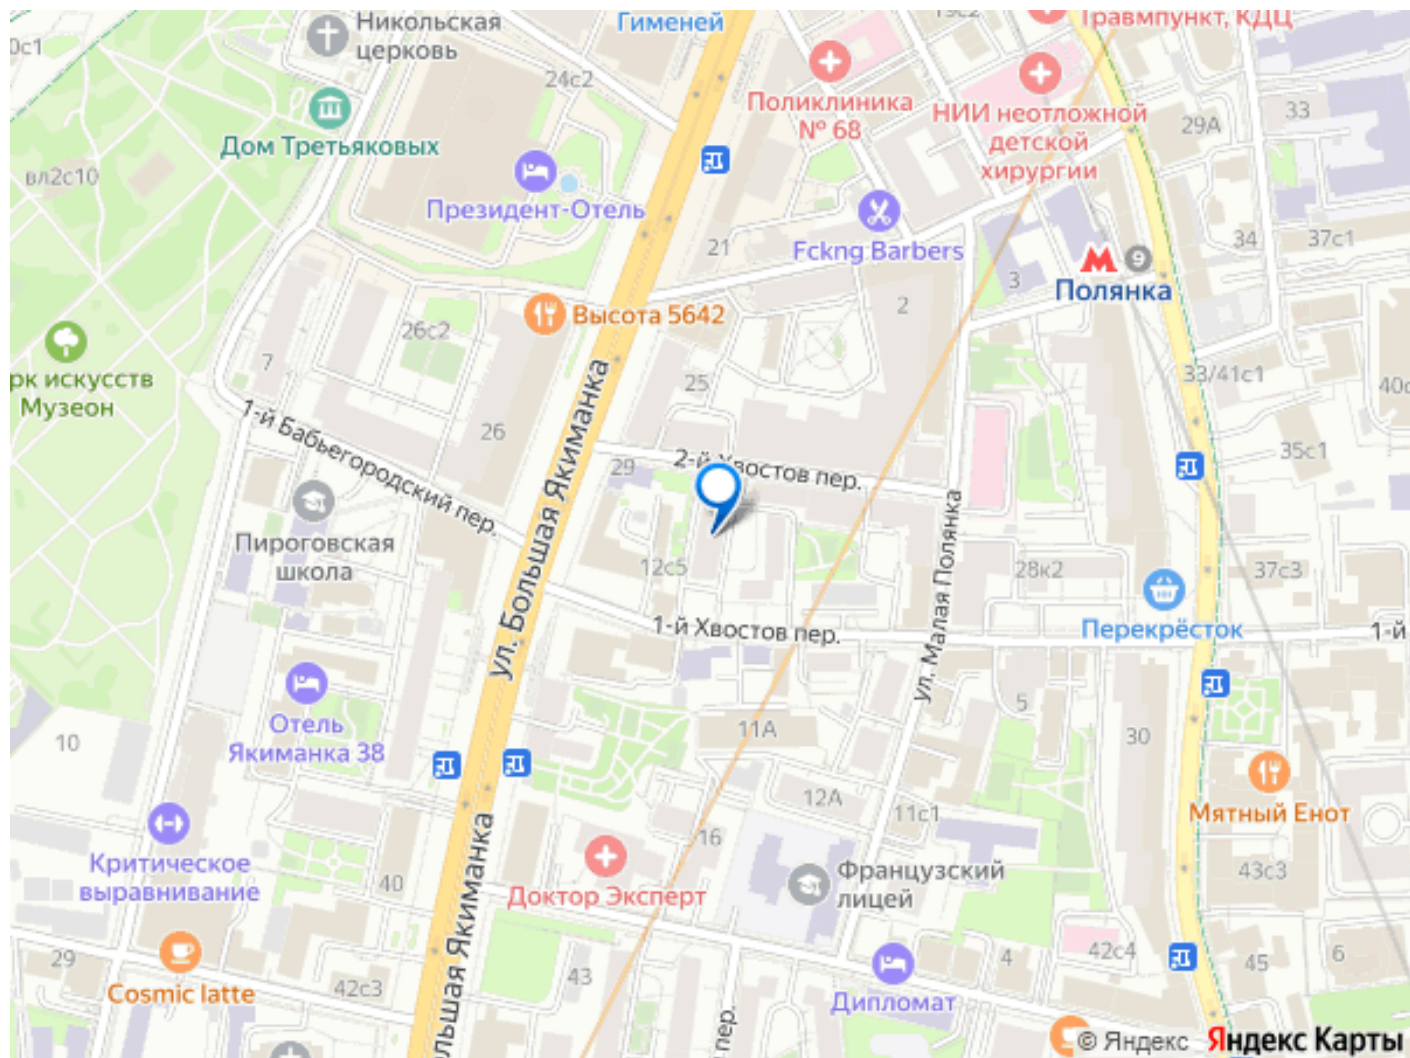 Никольская
церковь
Гименей
19с2
Травмпункт, КДЦ
0с1
24с2
Поликлиника
№ 68
НИИ неотложной
детской
хирургии
33
29А
Дом Третьяковых
вл2с10
Президент-Отель
21
Fckng Barbers
34
37с1
3
9
Полянка
2
Высота 5642
26с2
7
рк искусств
Музеон
25
33/41с1
40с
1-й Бабьегородский пер.
26
ул. Большая Якиманка
29
2-й Хвостов пер.
35с1
Пироговская
школа
12с5
ул. Малая Полянка
28к2
37с3
1-й Хвостов пер.
Перекрёсток
1-й
Отель
Якиманка 38
5
10
11А
30
12А
11с1
Мятный Енот
16
Критическое
выравнивание
40
Доктор Эксперт
Французский
лицей
43с3
льшая Якиманка
29
Cosmic latte
42с3
43
4
42с4
45
6
Дипломат
пер.
© Яндекс
Яндекс Карты